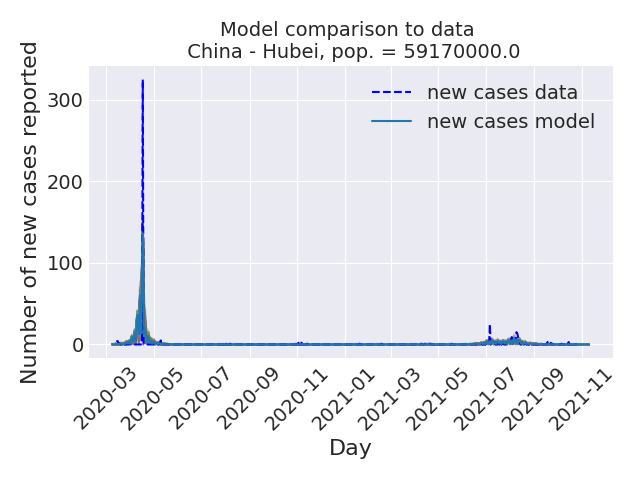 Model comparison to data
China - Hubei, pop. = 59170000.0
Number of new cases reported
300
200
100
0
new cases data
new cases model
2020-03
2020-05
2020-07
2020-09
2020-11
2021-01
2021-03
2021-05
2021-07
2021-09
2021-11
Day